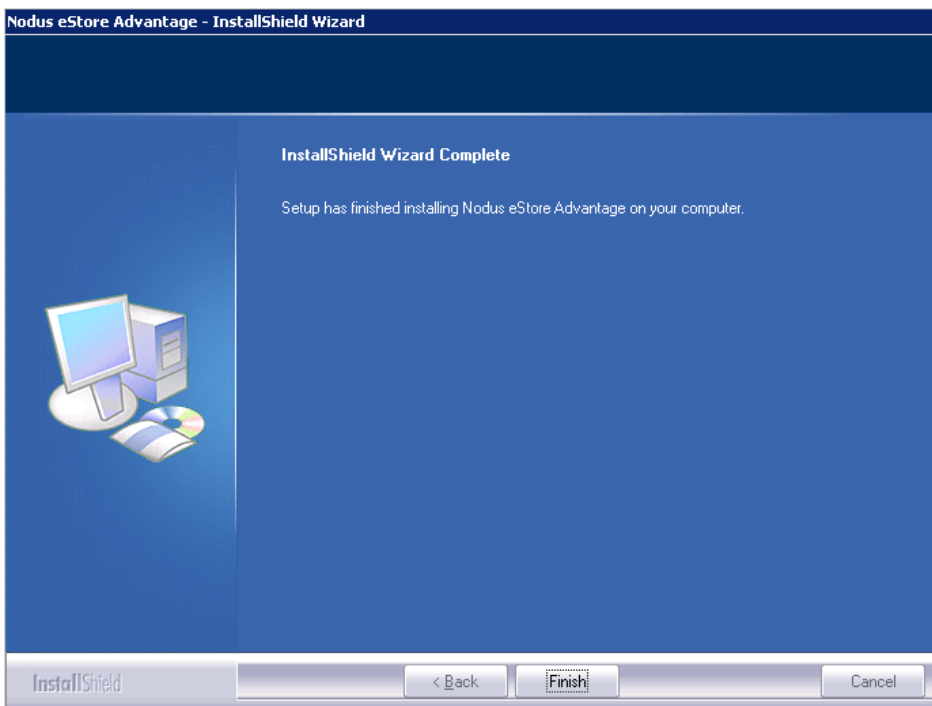 Nodus eStore Advantage - InstallShield Wizard
InstallShield Wizard Complete
Setup has finished installing Nodus eStore Advantage on your computer.
InstallShield
< Back
Finish
Cancel